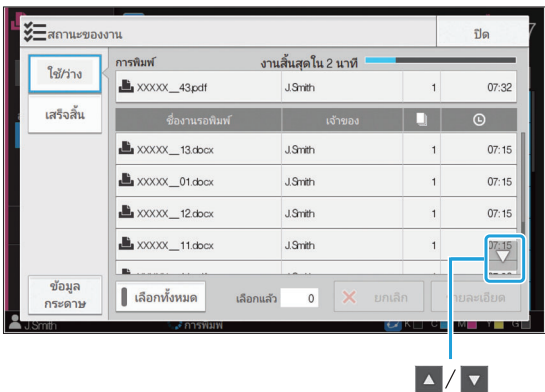 สถานะของงาน ปิด
ใช้/ว่าง
เสร็จสิ้น
ข้อมูล
กระดาษ
การพิมพ์ งานสิ้นสุดใน 2 นาที
XXXXX__43.pdf J.Smith 1 07:32
ชื่องานรอพิมพ์ เจ้าของ
XXXXX__13.docx J.Smith 1 07:15
XXXXX__01.docx J.Smith 1 07:15
XXXXX__12.docx J.Smith 1 07:15
XXXXX__11.docx J.Smith 1 07:15
เลือกทั้งหมด เลือกแล้ว 0 ยกเลิก รายละเอียด
J.Smith การพิมพ์ K C M Y G
/